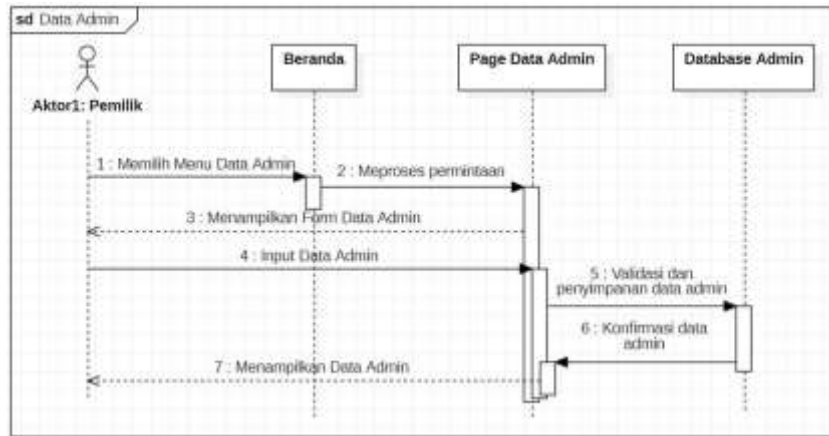 sd Data Admin
Beranda
Page Data Admin
Database Admin
Aktor1: Pemilik
1 : Memilih Menu Data Admin
2 : Meproses permintaan
3 : Menampilkan Form Data Admin
4 : Input Data Admin
5 : Validasi dan
penyimpanan data admin
6 : Konfirmasi data
admin
7 : Menampilkan Data Admin